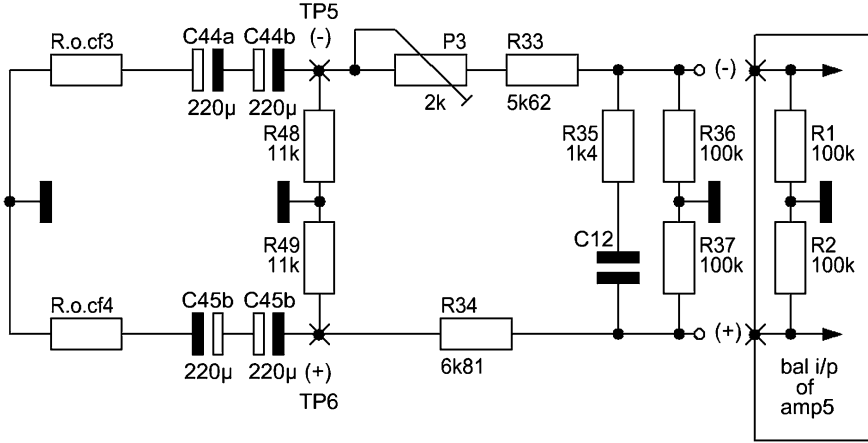 TP5
R.o.cf3
C44a
C44b
(-)
P3
R33
(-)
220µ
220µ
2k
5k62
R48
11k
R35
1k4
R36
100k
R1
100k
R49
11k
C12
R37
100k
R2
100k
R.o.cf4
C45b
C45b
R34
(+)
220µ
220µ
(+)
6k81
TP6
bal i/p
of
amp5